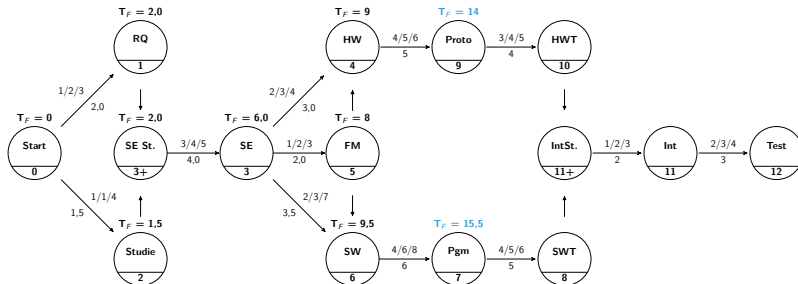 T_F = 2,0
T_F = 9
T_F = 14
RQ
1
HW
4
4/5/6
5
Proto
9
3/4/5
4
HWT
10
1/2/3
2,0
2/3/4
3,0
T_F = 0
T_F = 2,0
T_F = 6,0
T_F = 8
Start
0
SE St.
3+
3/4/5
4,0
SE
3
1/2/3
2,0
FM
5
IntSt.
11+
1/2/3
2
Int
11
2/3/4
3
Test
12
1/1/4
1,5
2/3/7
3,5
T_F = 1,5
T_F = 9,5
T_F = 15,5
Studie
2
SW
6
4/6/8
6
Pgm
7
4/5/6
5
SWT
8